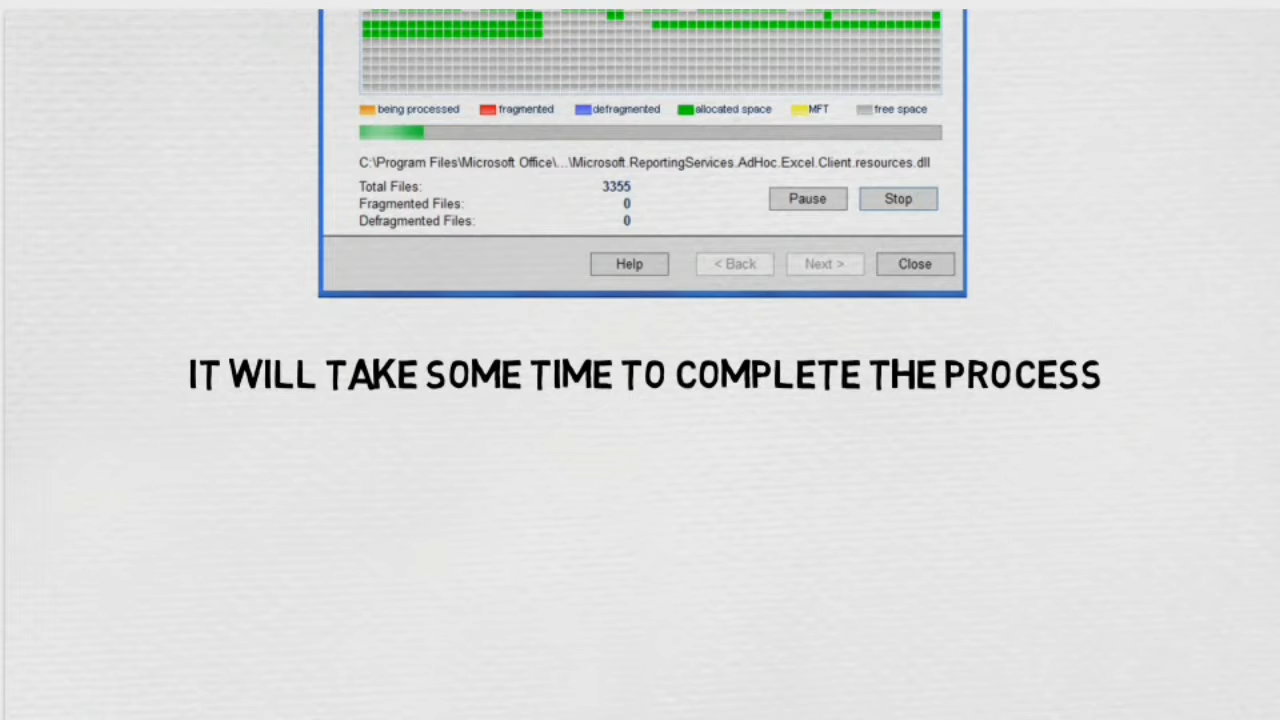 being processed fragmented defragmented allocated space MFT free space
C:\Program Files\Microsoft Office\...\Microsoft.ReportingServices.AdHoc.Excel.Client.resources.dll
Total Files: 3355
Fragmented Files: 0
Defragmented Files: 0
Pause Stop
Help < Back Next > Close
IT WILL TAKE SOME TIME TO COMPLETE THE PROCESS